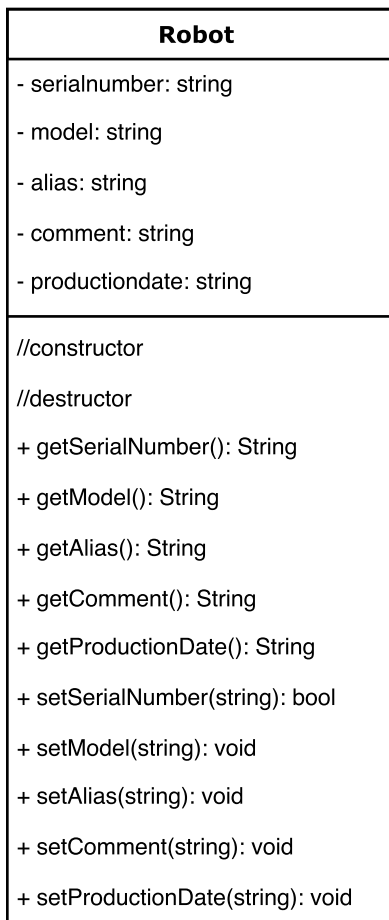 Robot
- serialnumber: string
- model: string
- alias: string
- comment: string
- productiondate: string
//constructor
//destructor
+ getSerialNumber(): String
+ getModel(): String
+ getAlias(): String
+ getComment(): String
+ getProductionDate(): String
+ setSerialNumber(string): bool
+ setModel(string): void
+ setAlias(string): void
+ setComment(string): void
+ setProductionDate(string): void